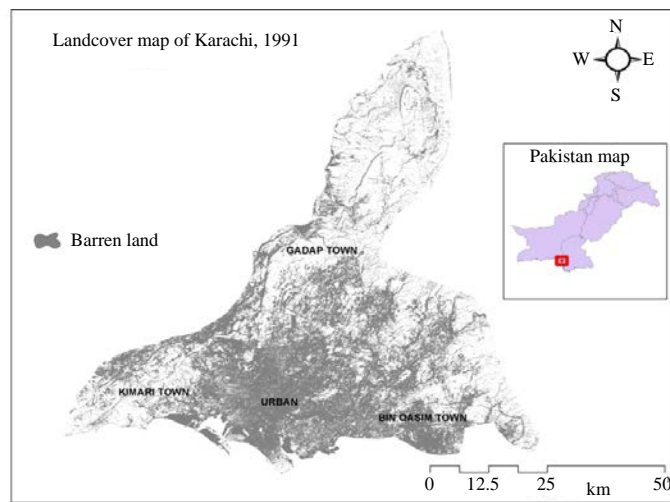 Landcover map of Karachi, 1991
N
W E
S
Pakistan map
Barren land
GADAP TOWN
KIMARI TOWN
URBAN
BIN QASIM TOWN
0 12.5 25 50
km